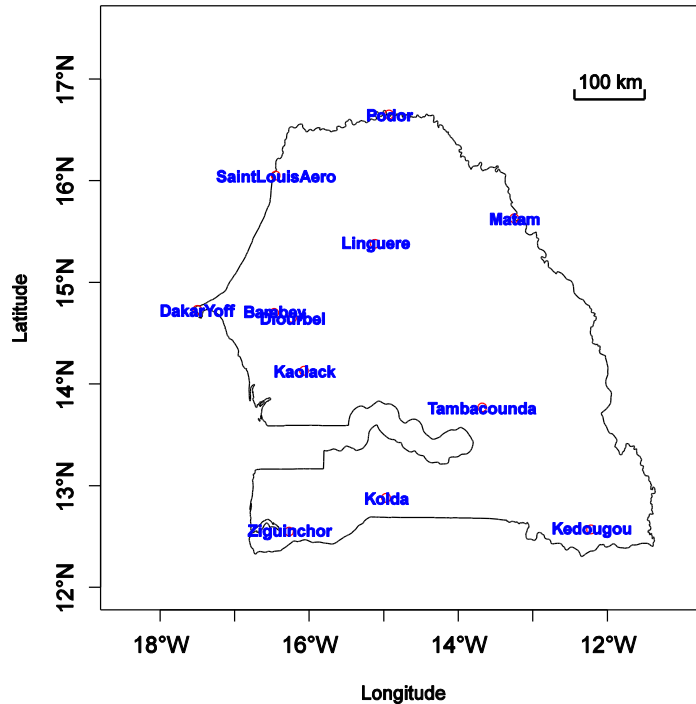 17°N
100 km
Podor
16°N
SaintLouisAero
Matam
Linguere
15°N
DakarYoff
Bambey
Diourbel
Kaolack
14°N
Tambacounda
13°N
Kolda
Ziguinchor
Kedougou
12°N
18°W
16°W
14°W
12°W
Latitude
Longitude